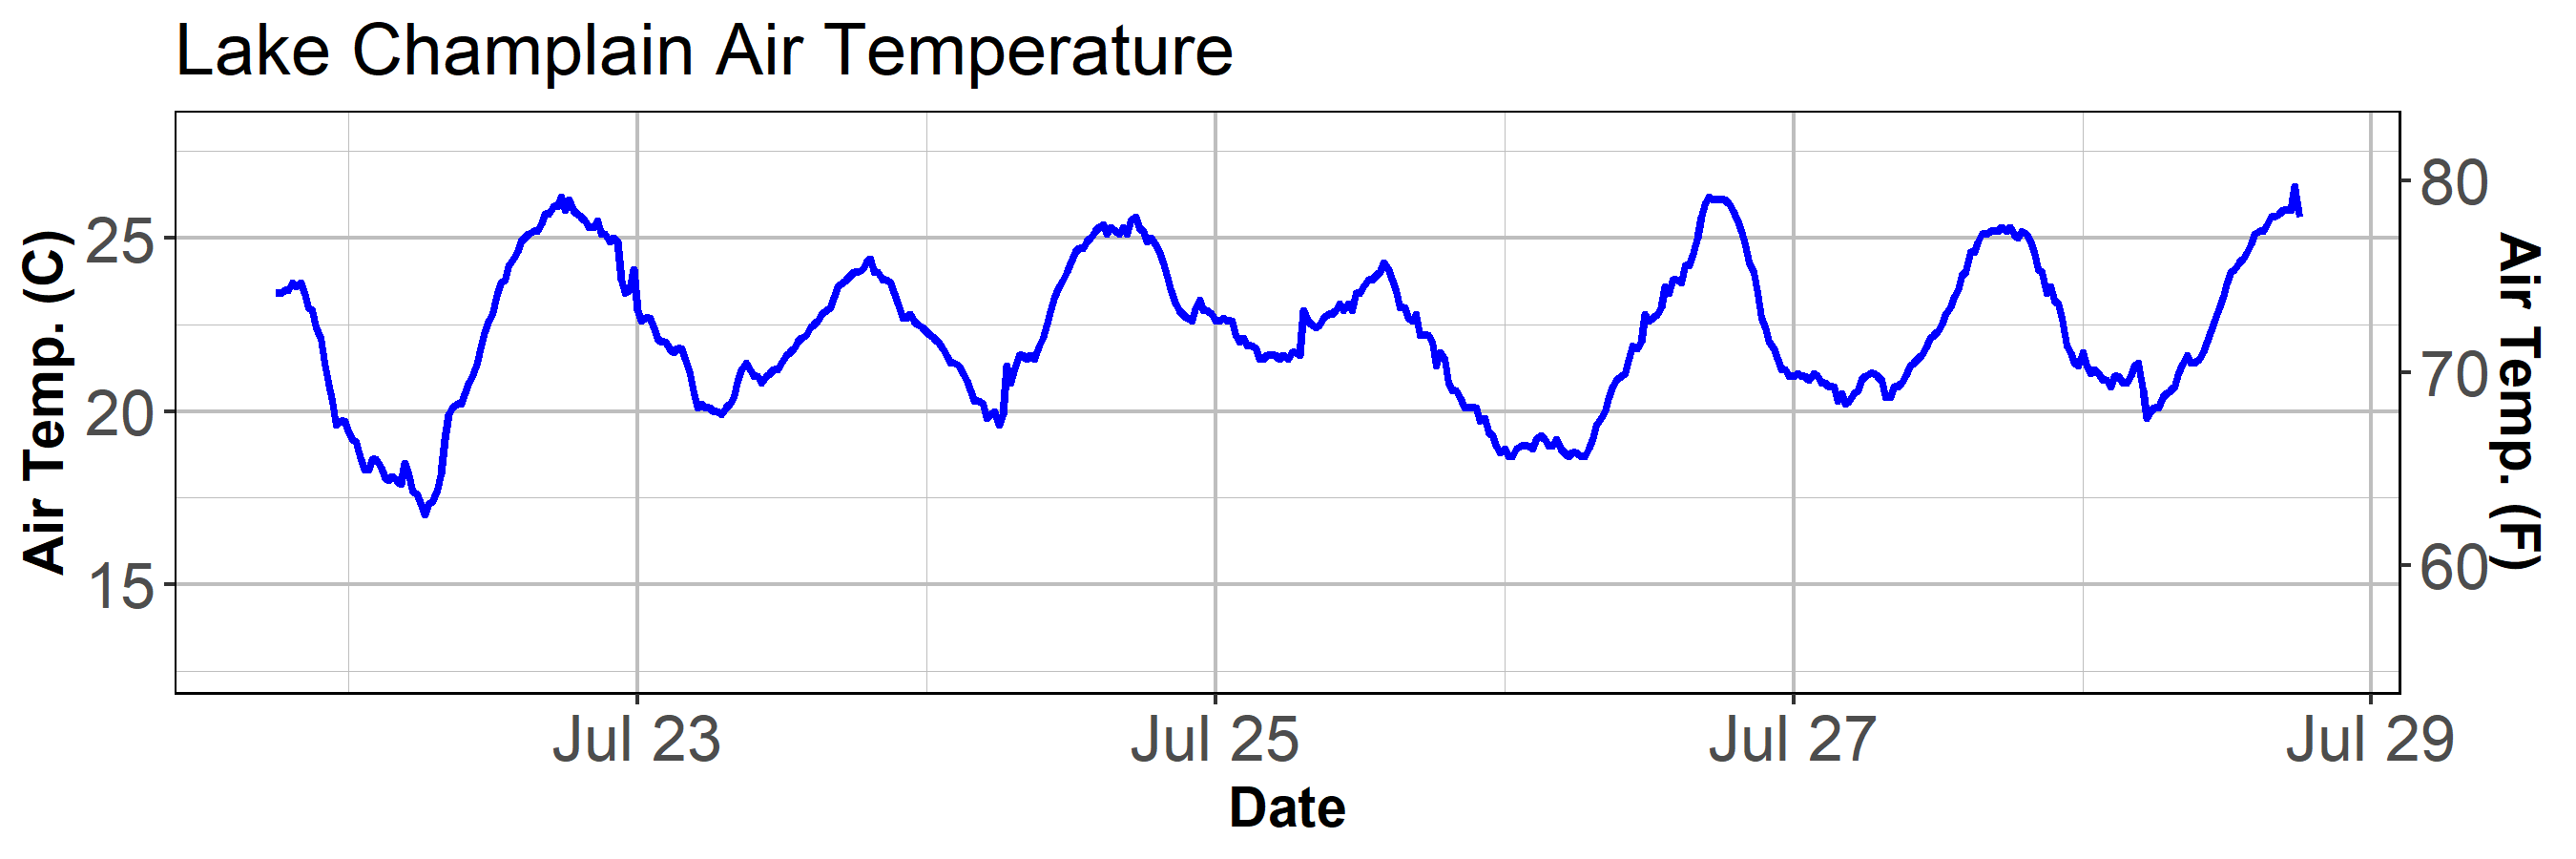 Lake Champlain Air Temperature
Air Temp. (C)
25
20
15
80
70
60
Air Temp. (F)
Jul 23
Jul 25
Jul 27
Jul 29
Date